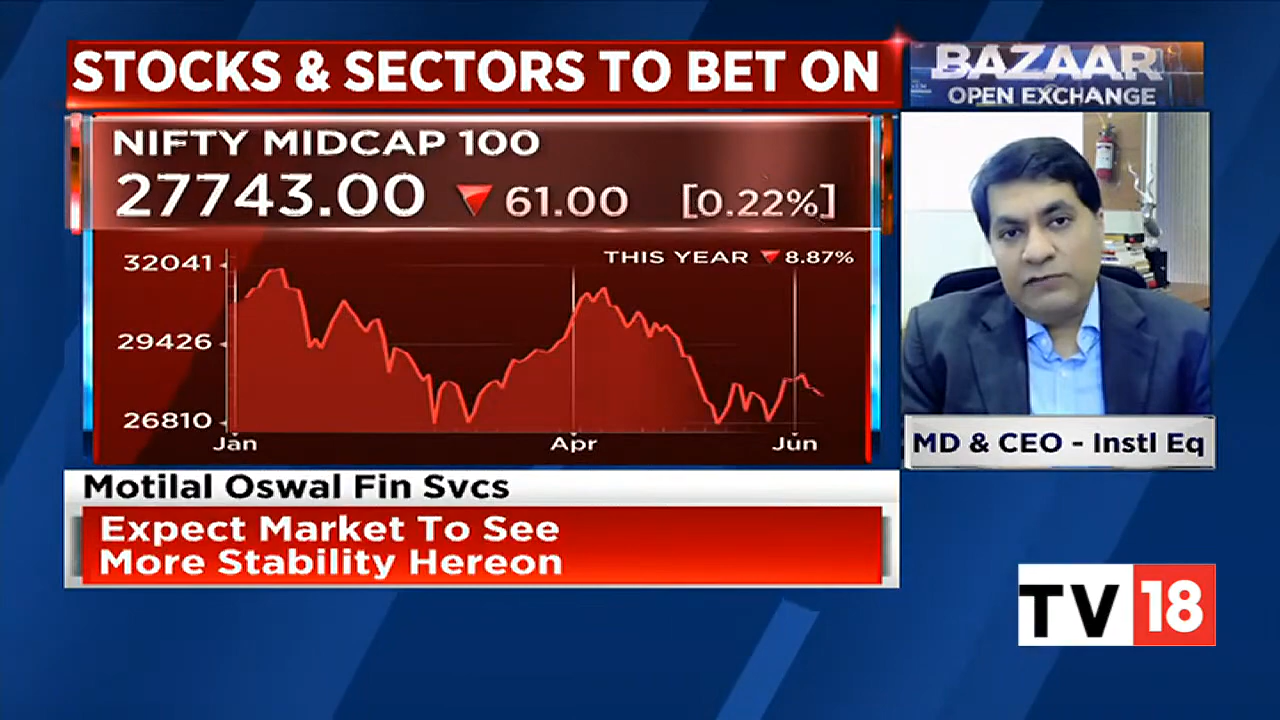 STOCKS & SECTORS TO BET ON
BAZAAR
OPEN EXCHANGE
NIFTY MIDCAP 100
27743.00 ▼ 61.00 [0.22%]
THIS YEAR ▼ 8.87%
32041
29426
26810
Jan Apr Jun
MD & CEO - Instl Eq
Motilal Oswal Fin Svcs
Expect Market To See
More Stability Hereon
TV 18